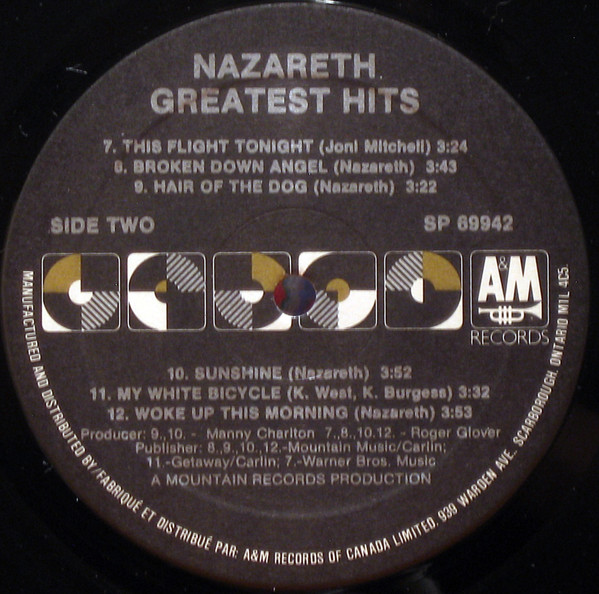 NAZARETH
GREATEST HITS
7. THIS FLIGHT TONIGHT (Joni Mitchell) 3:24
8. BROKEN DOWN ANGEL (Nazareth) 3:43
9. HAIR OF THE DOG (Nazareth) 3:22
SIDE TWO
SP 69942
A&M
RECORDS
10. SUNSHINE (Nazareth) 3:52
11. MY WHITE BICYCLE (K. West, K. Burgess) 3:32
12. WOKE UP THIS MORNING (Nazareth) 3:53
Producer: 9.,10. - Manny Charlton 7.,8.,10.12. - Roger Glover
Publisher: 8.,9.,10.,12.-Mountain Music/Carlin;
11.-Getaway/Carlin; 7.-Warner Bros. Music
A MOUNTAIN RECORDS PRODUCTION
MANUFACTURED AND DISTRIBUTED BY/FABRIQUÉ ET DISTRIBUÉ PAR: A&M RECORDS OF CANADA LIMITED. 939 WARDEN AVE., SCARBOROUGH, ONTARIO M1L 4C5.